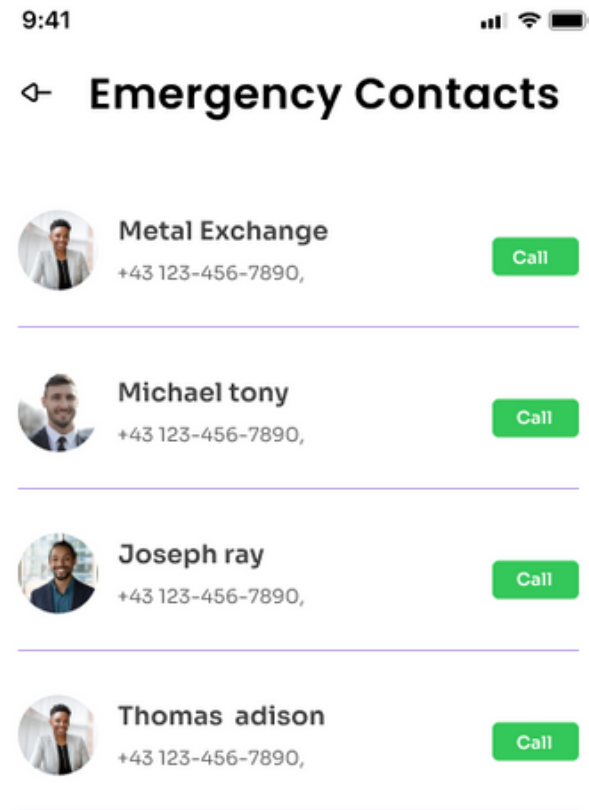 9:41
Emergency Contacts
Metal Exchange
+43 123-456-7890,
Call
Michael tony
+43 123-456-7890,
Call
Joseph ray
+43 123-456-7890,
Call
Thomas adison
+43 123-456-7890,
Call